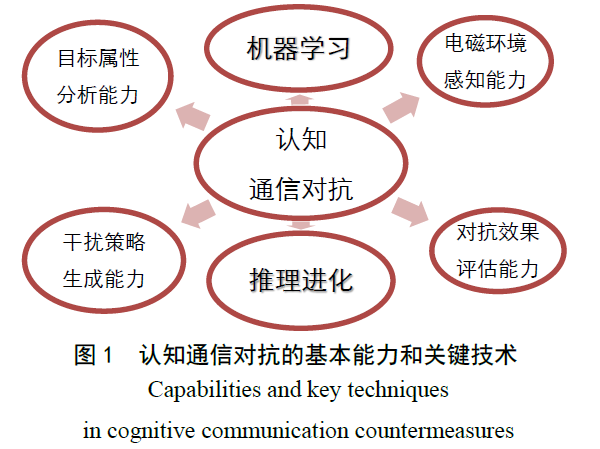 机器学习
目标属性
分析能力
电磁环境
感知能力
认知
通信对抗
干扰策略
生成能力
推理进化
对抗效果
评估能力
图 1 认知通信对抗的基本能力和关键技术
Capabilities and key techniques
in cognitive communication countermeasures